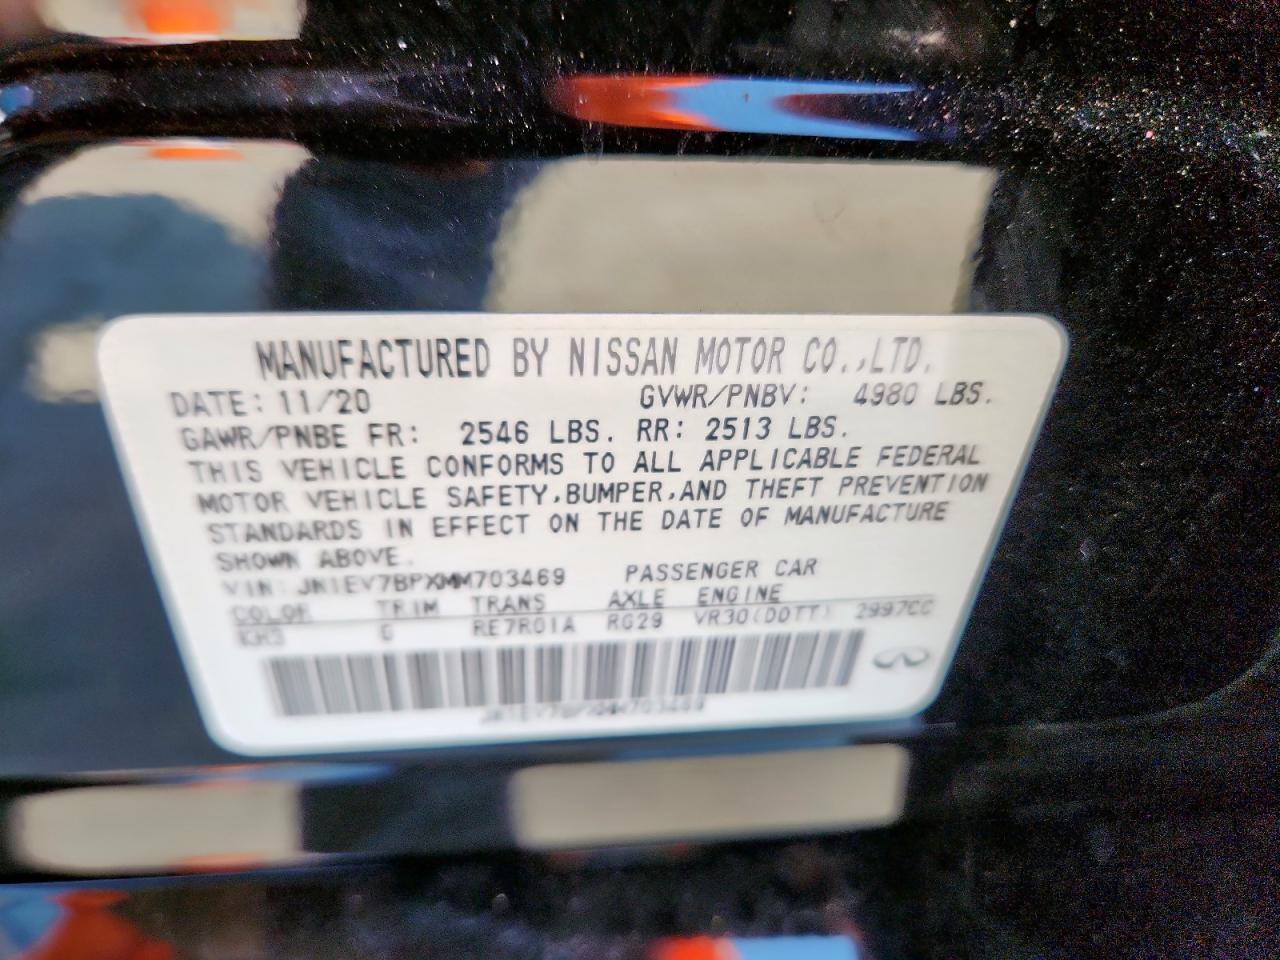 MANUFACTURED BY NISSAN MOTOR CO.,LTD.
DATE: 11/20 GVWR/PNBV: 4980 LBS.
GAWR/PNBE FR: 2546 LBS. RR: 2513 LBS.
THIS VEHICLE CONFORMS TO ALL APPLICABLE FEDERAL
MOTOR VEHICLE SAFETY,BUMPER,AND THEFT PREVENTION
STANDARDS IN EFFECT ON THE DATE OF MANUFACTURE
SHOWN ABOVE.
VIN: JN1EV7BPXMM703469 PASSENGER CAR
COLOR TRIM TRANS AXLE ENGINE
KH3 G RE7R01A RG29 VR30(DDTT) 2997CC
JN1EV7BPXMM703469